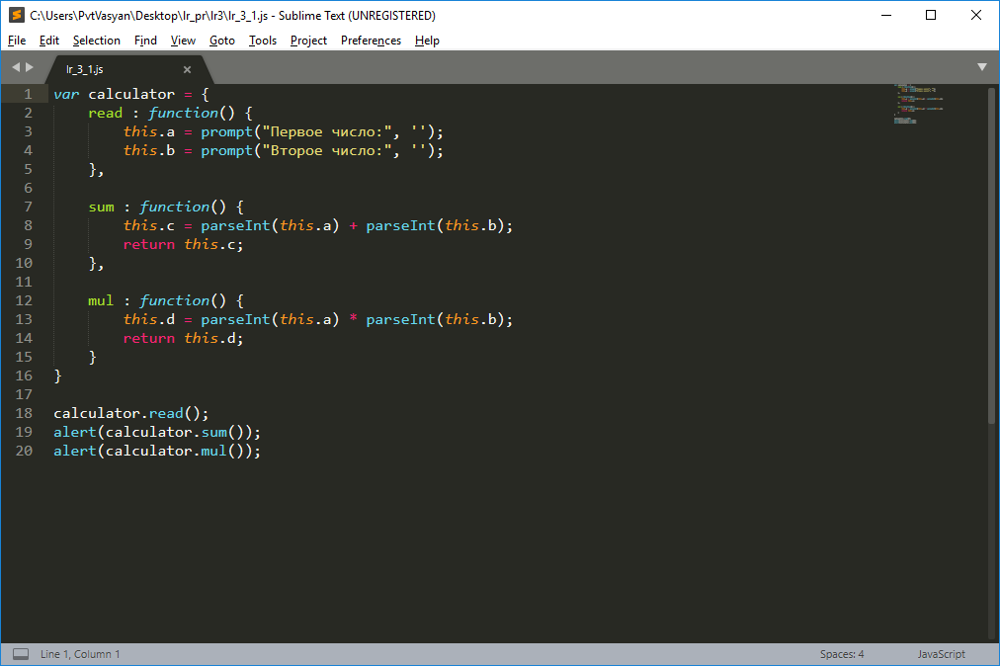 C:\Users\PvtVasyan\Desktop\lr_pr\lr3\lr_3_1.js - Sublime Text (UNREGISTERED)
File Edit Selection Find View Goto Tools Project Preferences Help
lr_3_1.js
1 var calculator = {
2     read : function() {
3         this.a = prompt("Первое число:", '');
4         this.b = prompt("Второе число:", '');
5     },
6
7     sum : function() {
8         this.c = parseInt(this.a) + parseInt(this.b);
9         return this.c;
10     },
11
12     mul : function() {
13         this.d = parseInt(this.a) * parseInt(this.b);
14         return this.d;
15     }
16 }
17
18 calculator.read();
19 alert(calculator.sum());
20 alert(calculator.mul());
Line 1, Column 1 Spaces: 4 JavaScript